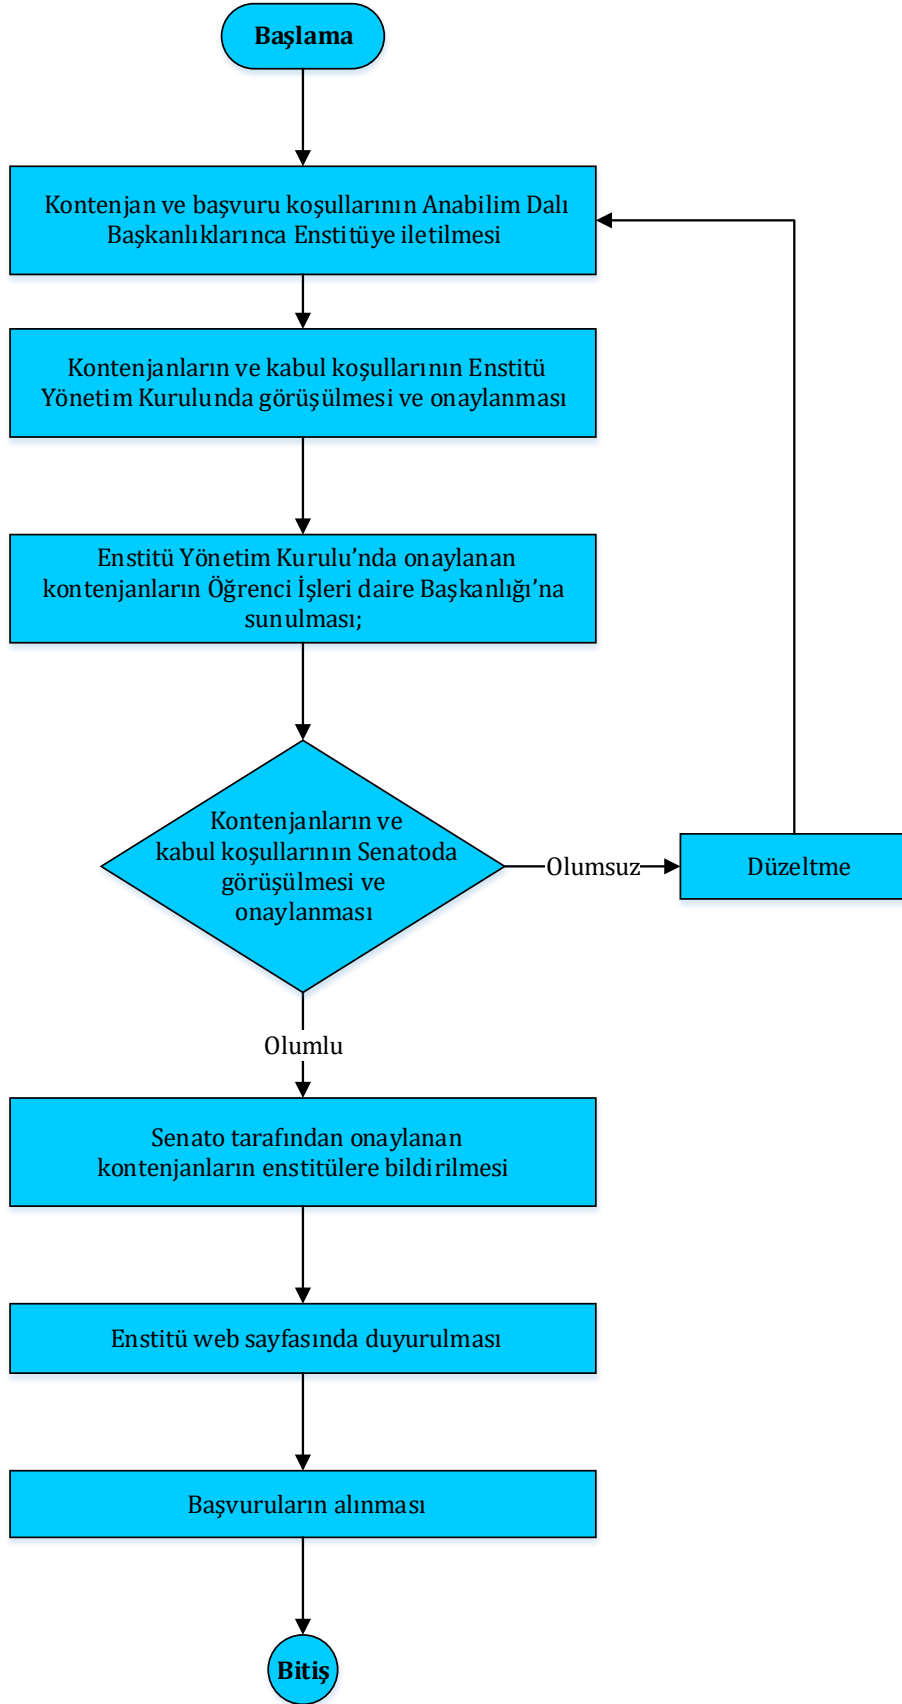 Başlama
Kontenjan ve başvuru koşullarının Anabilim Dalı
Başkanlıklarınca Enstitüye iletilmesi
Kontenjanların ve kabul koşullarının Enstitü
Yönetim Kurulunda görüşülmesi ve onaylanması
Enstitü Yönetim Kurulu’nda onaylanan
kontenjanların Öğrenci İşleri daire Başkanlığı’na
sunulması;
Kontenjanların ve
kabul koşullarının Senatoda
görüşülmesi ve
onaylanması
Olumsuz
Düzeltme
Olumlu
Senato tarafından onaylanan
kontenjanların enstitülere bildirilmesi
Enstitü web sayfasında duyurulması
Başvuruların alınması
Bitiş